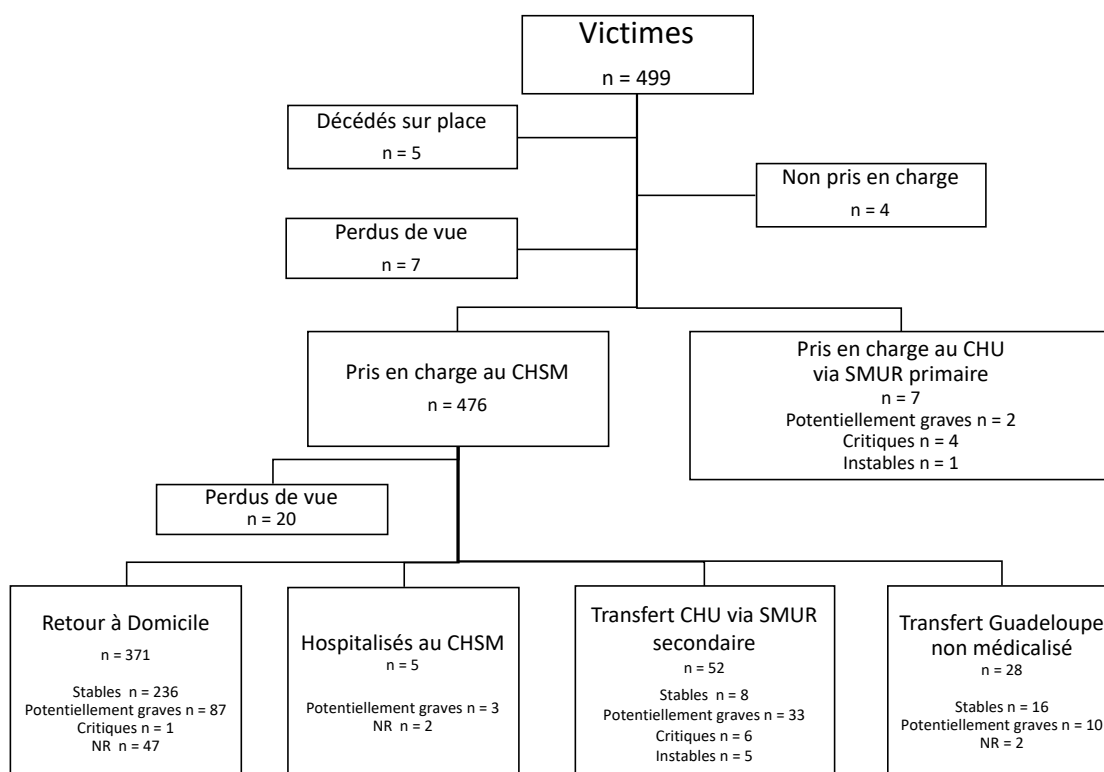 Victimes
n = 499
Décédés sur place
n = 5
Non pris en charge
n = 4
Perdus de vue
n = 7
Pris en charge au CHSM
n = 476
Pris en charge au CHU
via SMUR primaire
n = 7
Potentiellement graves n = 2
Critiques n = 4
Instables n = 1
Perdus de vue
n = 20
Retour à Domicile
n = 371
Stables n = 236
Potentiellement graves n = 87
Critiques n = 1
NR n = 47
Hospitalisés au CHSM
n = 5
Potentiellement graves n = 3
NR n = 2
Transfert CHU via SMUR
secondaire
n = 52
Stables n = 8
Potentiellement graves n = 33
Critiques n = 6
Instables n = 5
Transfert Guadeloupe
non médicalisé
n = 28
Stables n = 16
Potentiellement graves n = 10
NR = 2